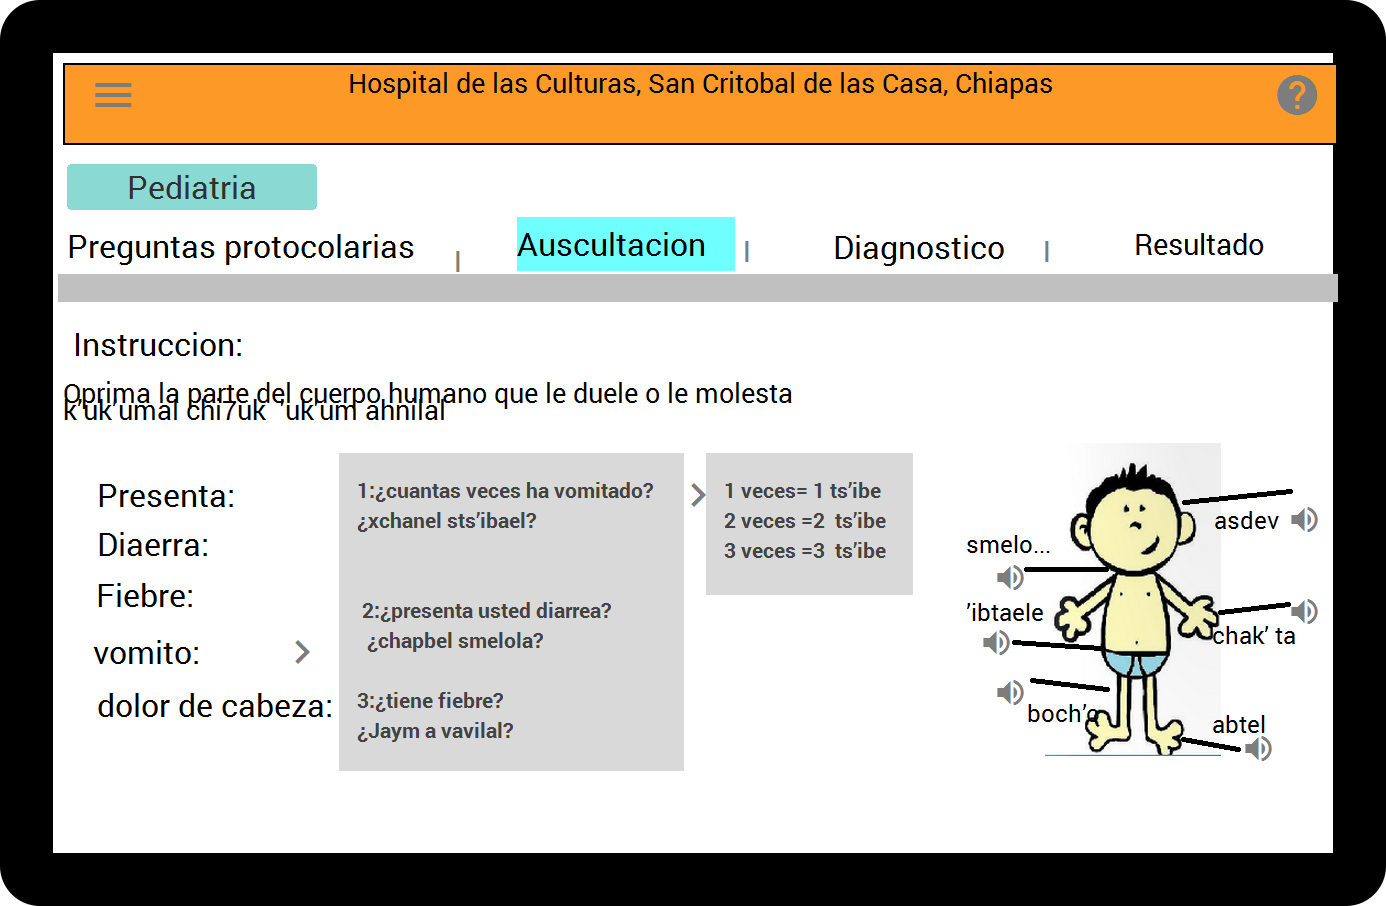 Hospital de las Culturas, San Critobal de las Casa, Chiapas
?
Pediatria
Preguntas protocolarias | Auscultacion | Diagnostico | Resultado
Instruccion:
Oprima la parte del cuerpo humano que le duele o le molesta
k'uk'umal chi7uk 'uk'um ahnilal
Presenta:
Diaerra:
Fiebre:
vomito:
dolor de cabeza:
1:¿cuantas veces ha vomitado?
¿xchanel sts'ibael?
2:¿presenta usted diarrea?
¿chapbel smelola?
3:¿tiene fiebre?
¿Jaym a vavilal?
1 veces= 1 ts'ibe
2 veces =2 ts'ibe
3 veces =3 ts'ibe
smelo...
'ibtaele
boch'o
asdev
chak' ta
abtel